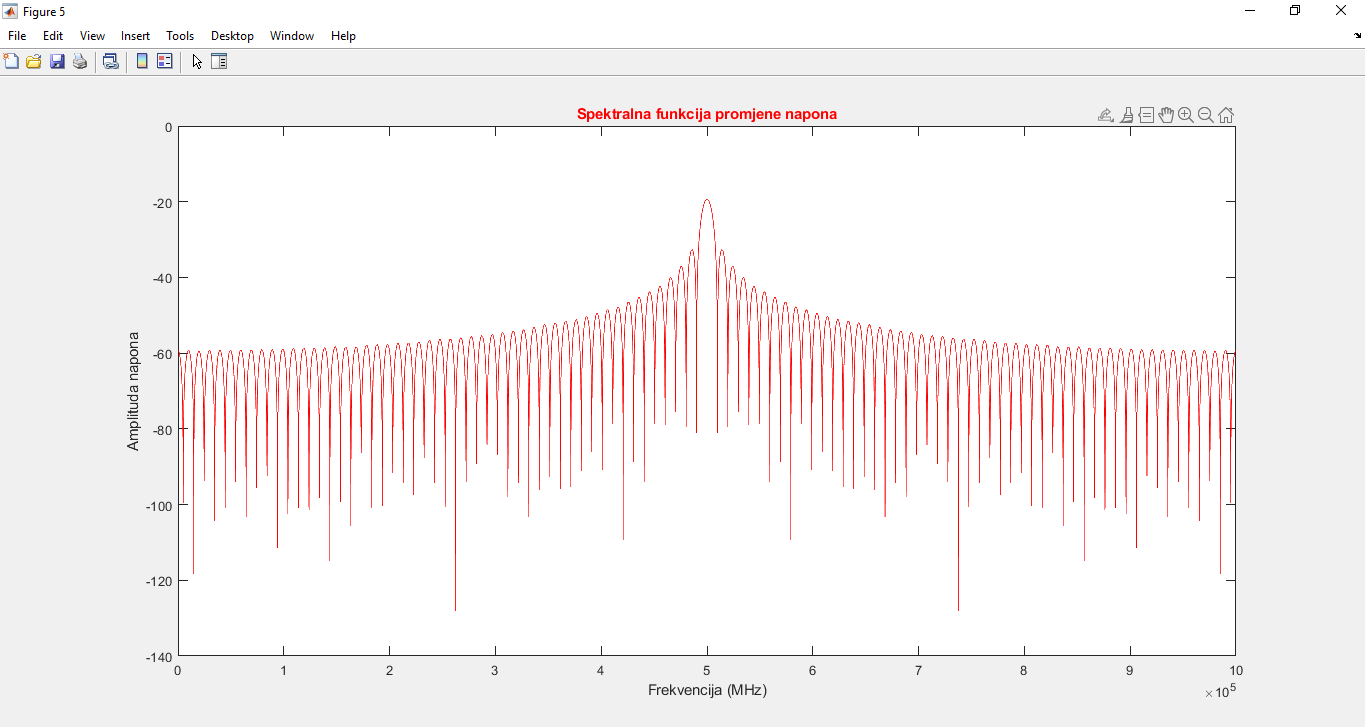 Figure 5
File Edit View Insert Tools Desktop Window Help
Spektralna funkcija promjene napona
0
-20
-40
-60
-80
-100
-120
-140
Amplituda napona
0 1 2 3 4 5 6 7 8 9 10
Frekvencija (MHz)
×10⁵